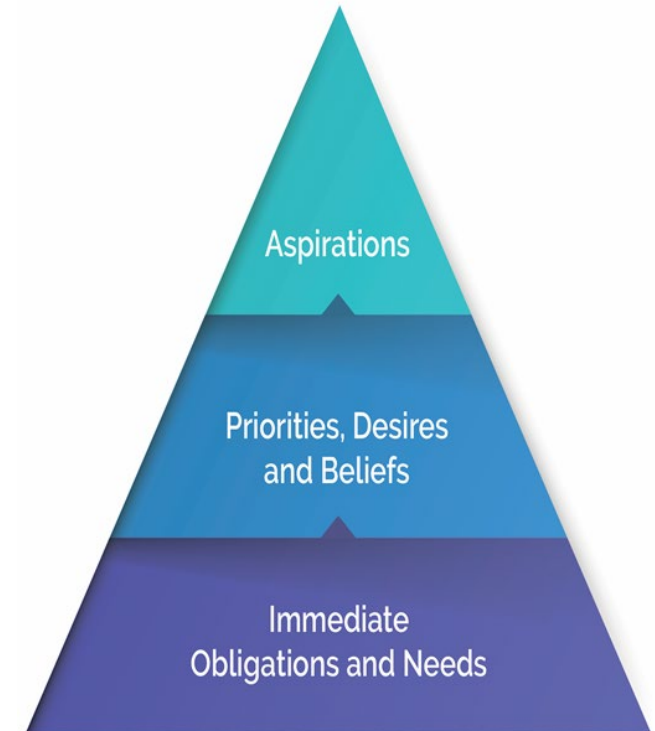 Aspirations
Priorities, Desires
and Beliefs
Immediate
Obligations and Needs